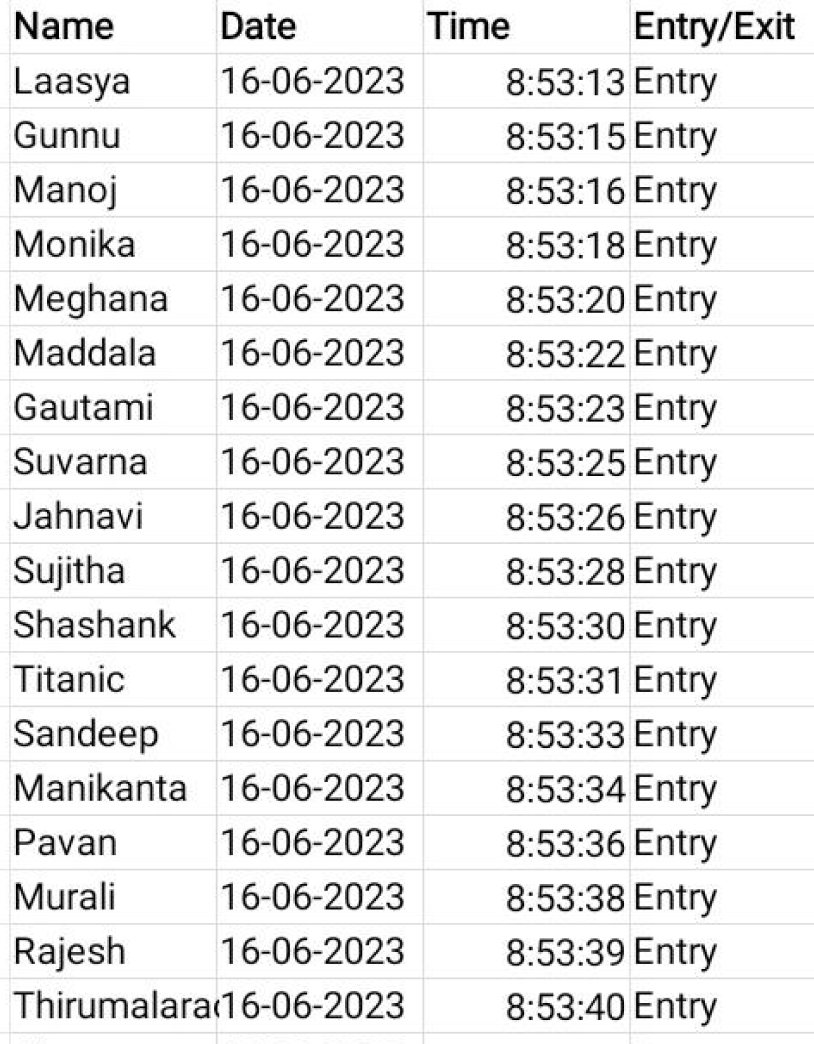 Name Date Time Entry/Exit
Laasya 16-06-2023 8:53:13 Entry
Gunnu 16-06-2023 8:53:15 Entry
Manoj 16-06-2023 8:53:16 Entry
Monika 16-06-2023 8:53:18 Entry
Meghana 16-06-2023 8:53:20 Entry
Maddala 16-06-2023 8:53:22 Entry
Gautami 16-06-2023 8:53:23 Entry
Suvarna 16-06-2023 8:53:25 Entry
Jahnavi 16-06-2023 8:53:26 Entry
Sujitha 16-06-2023 8:53:28 Entry
Shashank 16-06-2023 8:53:30 Entry
Titanic 16-06-2023 8:53:31 Entry
Sandeep 16-06-2023 8:53:33 Entry
Manikanta 16-06-2023 8:53:34 Entry
Pavan 16-06-2023 8:53:36 Entry
Murali 16-06-2023 8:53:38 Entry
Rajesh 16-06-2023 8:53:39 Entry
Thirumalara 16-06-2023 8:53:40 Entry